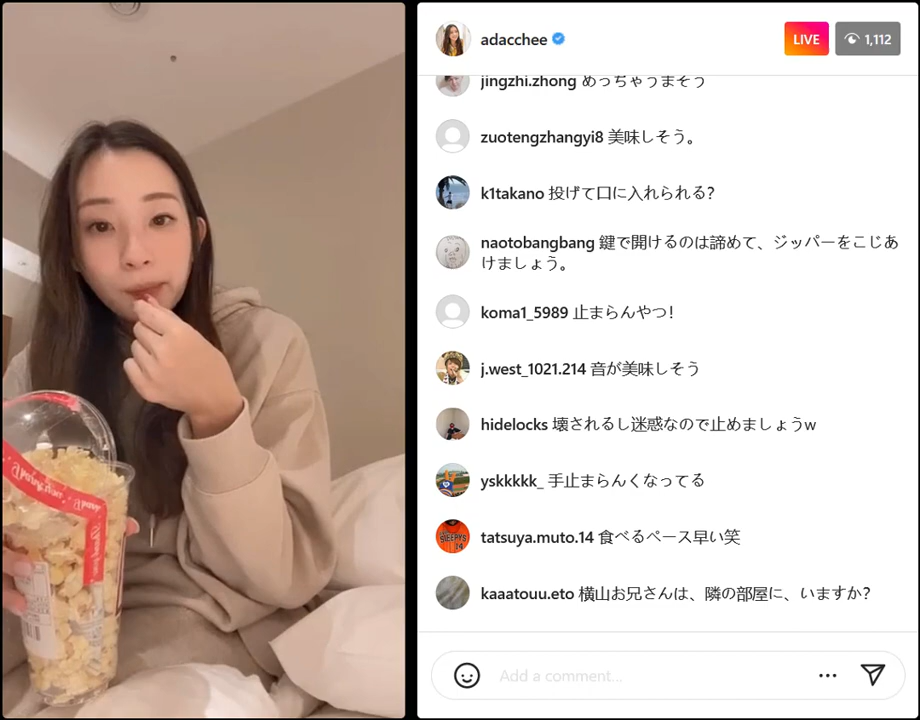 adacchee
LIVE
1,112
jingzhi.zhong めっちゃうまそう
zuotengzhangyi8 美味しそう。
k1takano 投げて口に入れられる?
naotobangbang 鍵で開けるのは諦めて、ジッパーをこじあ
けましょう。
koma1_5989 止まらんやつ!
j.west_1021.214 音が美味しそう
hidelocks 壊されるし迷惑なので止めましょうw
yskkkkk_ 手止まらんくなってる
tatsuya.muto.14 食べるペース早い笑
kaaatouu.eto 横山お兄さんは、隣の部屋に、いますか?
Add a comment...